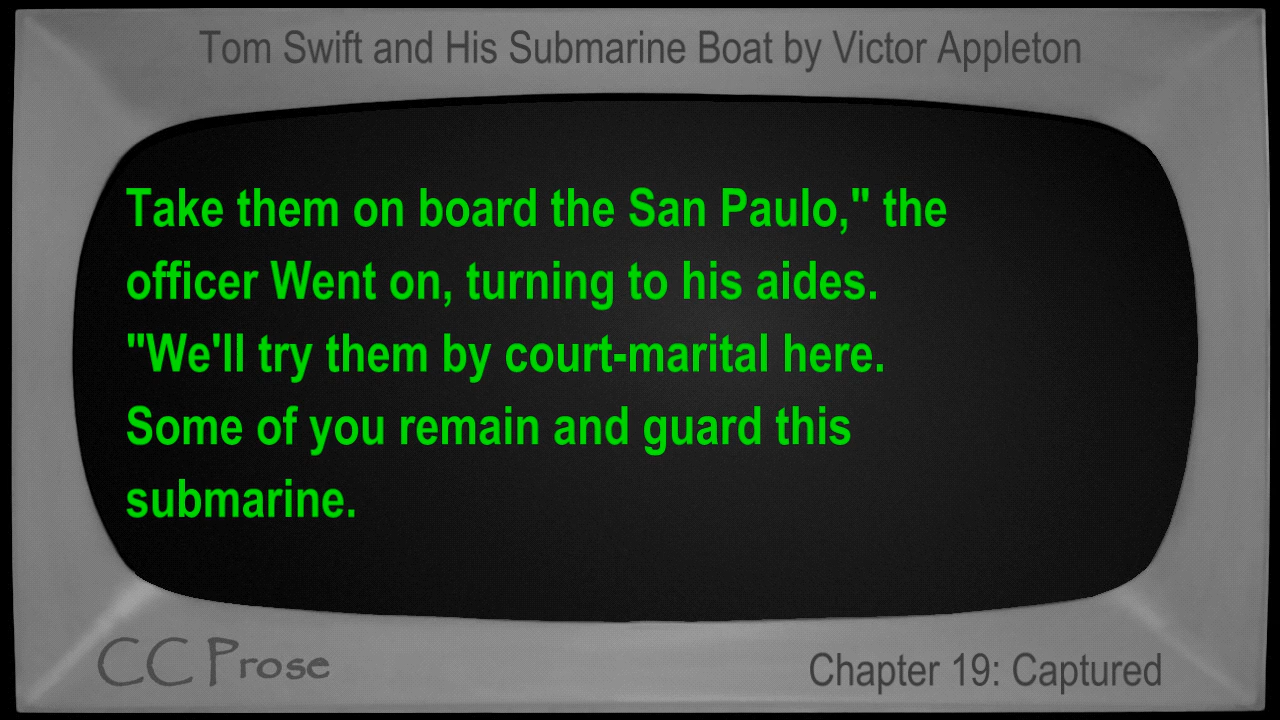 Tom Swift and His Submarine Boat by Victor Appleton
Take them on board the San Paulo," the
officer Went on, turning to his aides.
"We'll try them by court-marital here.
Some of you remain and guard this
submarine.
CC Prose
Chapter 19: Captured